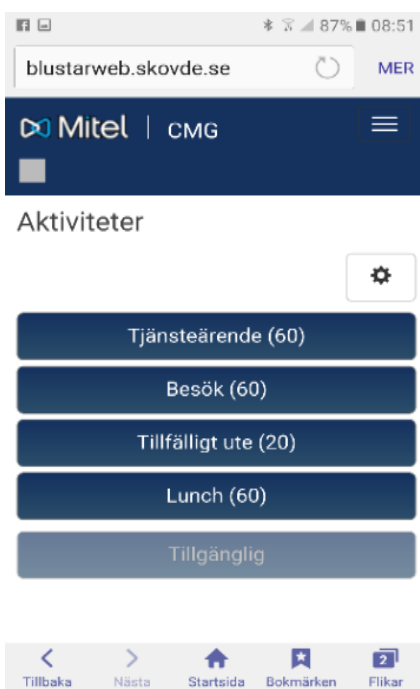 87% 08:51
blustarweb.skovde.se MER
Mitel | CMG
Aktiviteter
Tjänsteärende (60)
Besök (60)
Tillfälligt ute (20)
Lunch (60)
Tillgänglig
2
Tillbaka Nästa Startsida Bokmärken Flikar